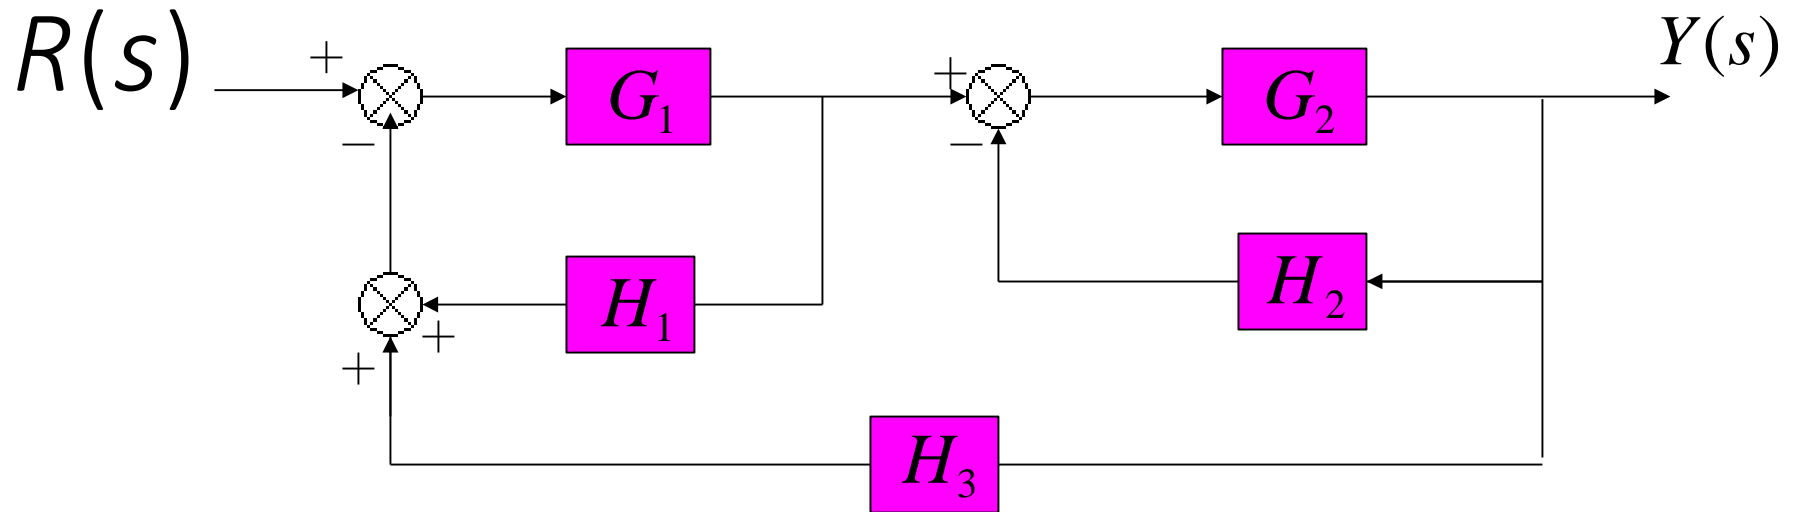 R(s)
+
−
G₁
+
−
G₂
Y(s)
H₁
+
+
H₂
H₃